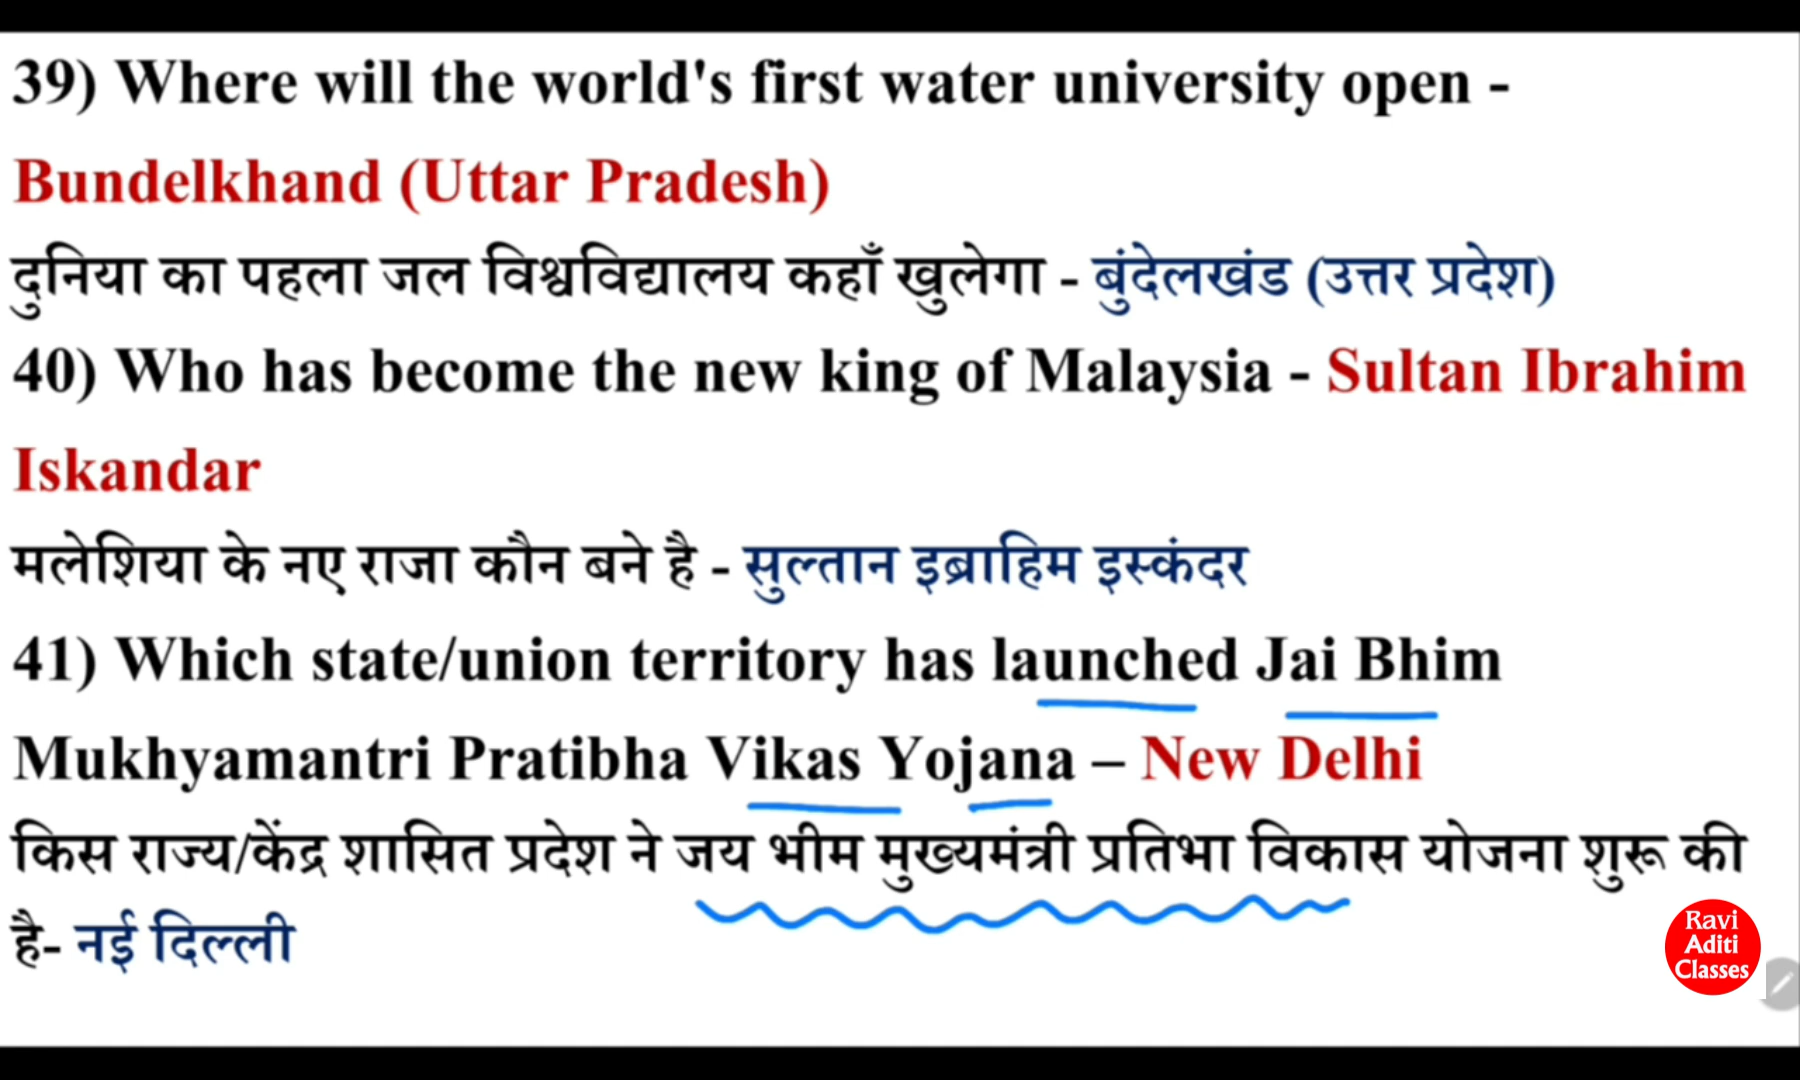 39) Where will the world's first water university open -
Bundelkhand (Uttar Pradesh)
दुनिया का पहला जल विश्वविद्यालय कहाँ खुलेगा - बुंदेलखंड (उत्तर प्रदेश)
40) Who has become the new king of Malaysia - Sultan Ibrahim
Iskandar
मलेशिया के नए राजा कौन बने है - सुल्तान इब्राहिम इस्कंदर
41) Which state/union territory has launched Jai Bhim
Mukhyamantri Pratibha Vikas Yojana – New Delhi
किस राज्य/केंद्र शासित प्रदेश ने जय भीम मुख्यमंत्री प्रतिभा विकास योजना शुरू की
है- नई दिल्ली
Ravi
Aditi
Classes